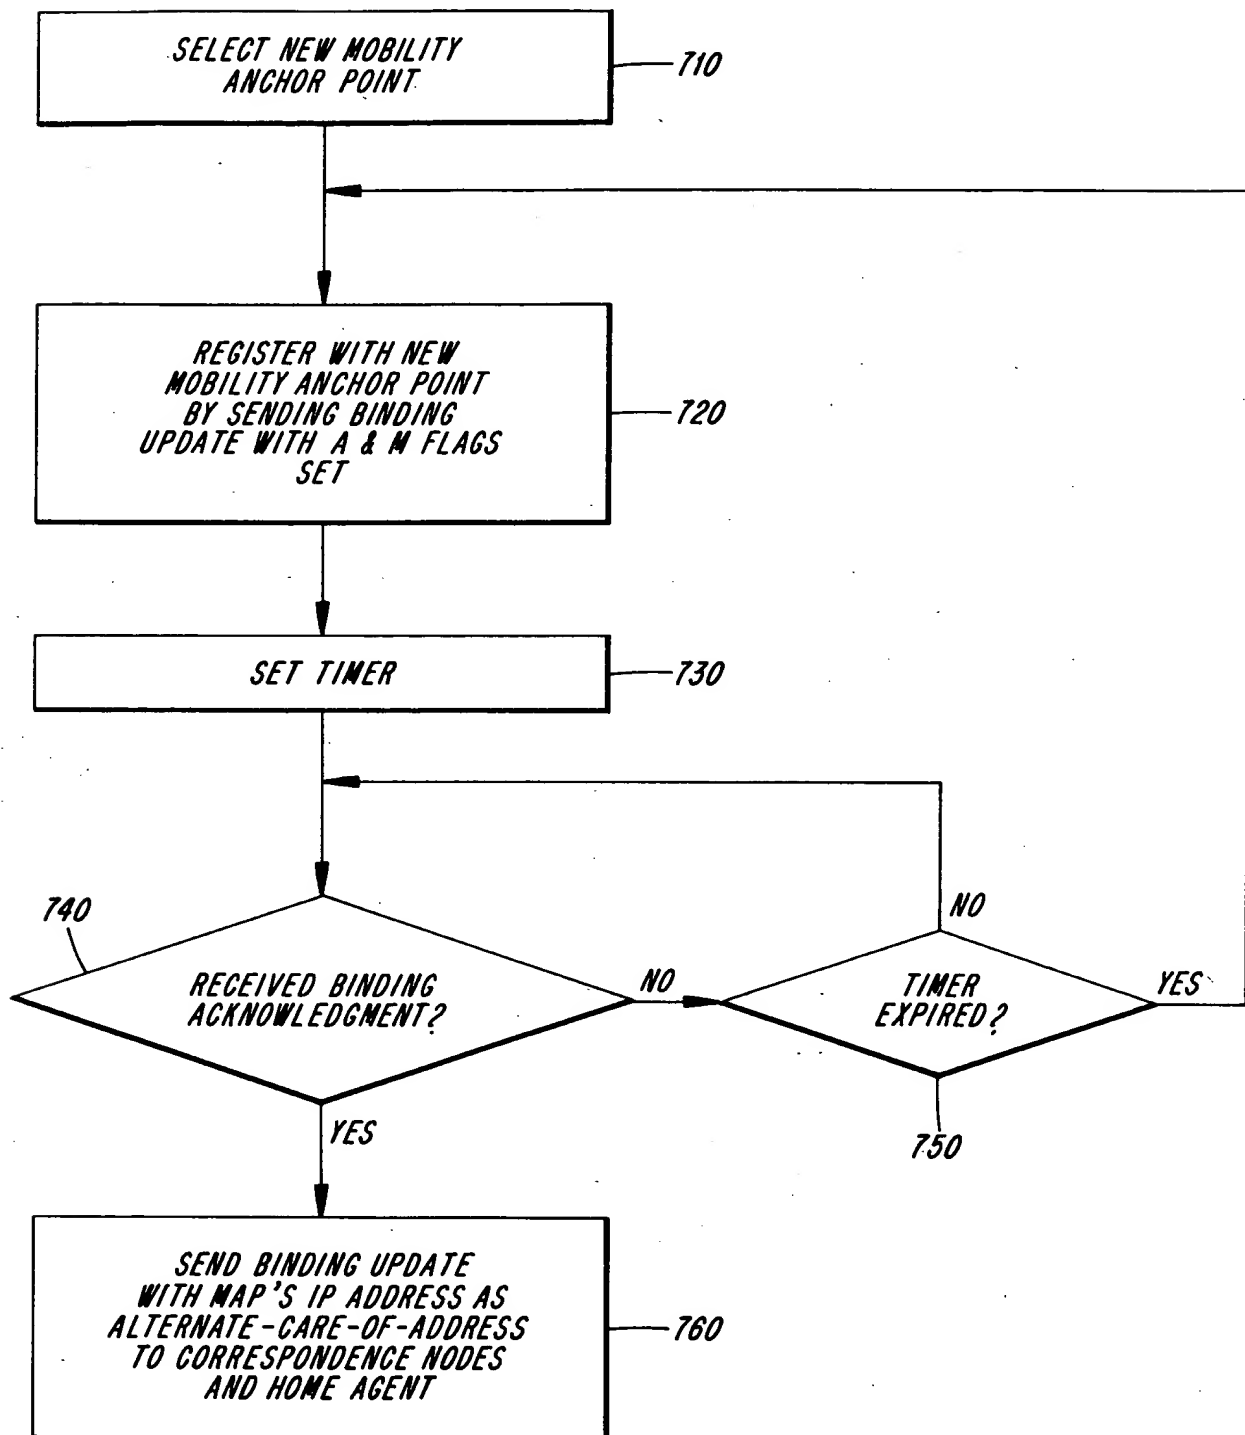 SELECT NEW MOBILITY
ANCHOR POINT
710
REGISTER WITH NEW
MOBILITY ANCHOR POINT
BY SENDING BINDING
UPDATE WITH A & M FLAGS
SET
720
SET TIMER
730
740
RECEIVED BINDING
ACKNOWLEDGMENT?
NO
YES
TIMER
EXPIRED?
NO
YES
750
SEND BINDING UPDATE
WITH MAP'S IP ADDRESS AS
ALTERNATE-CARE-OF-ADDRESS
TO CORRESPONDENCE NODES
AND HOME AGENT
760